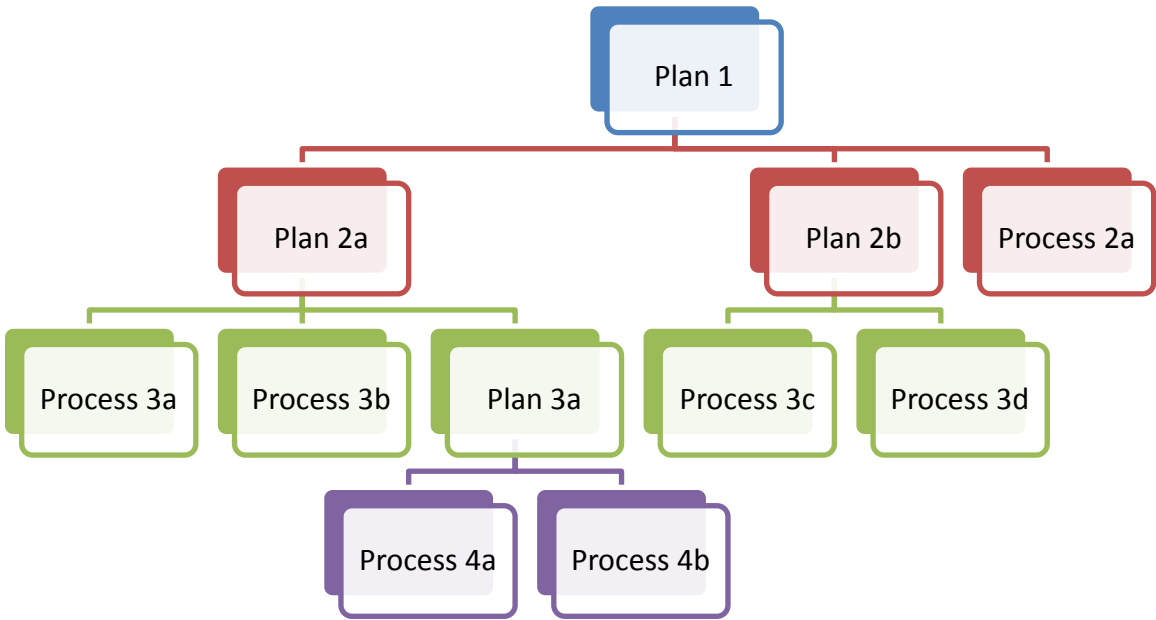 Plan 1
Plan 2a
Plan 2b
Process 2a
Process 3a
Process 3b
Plan 3a
Process 3c
Process 3d
Process 4a
Process 4b